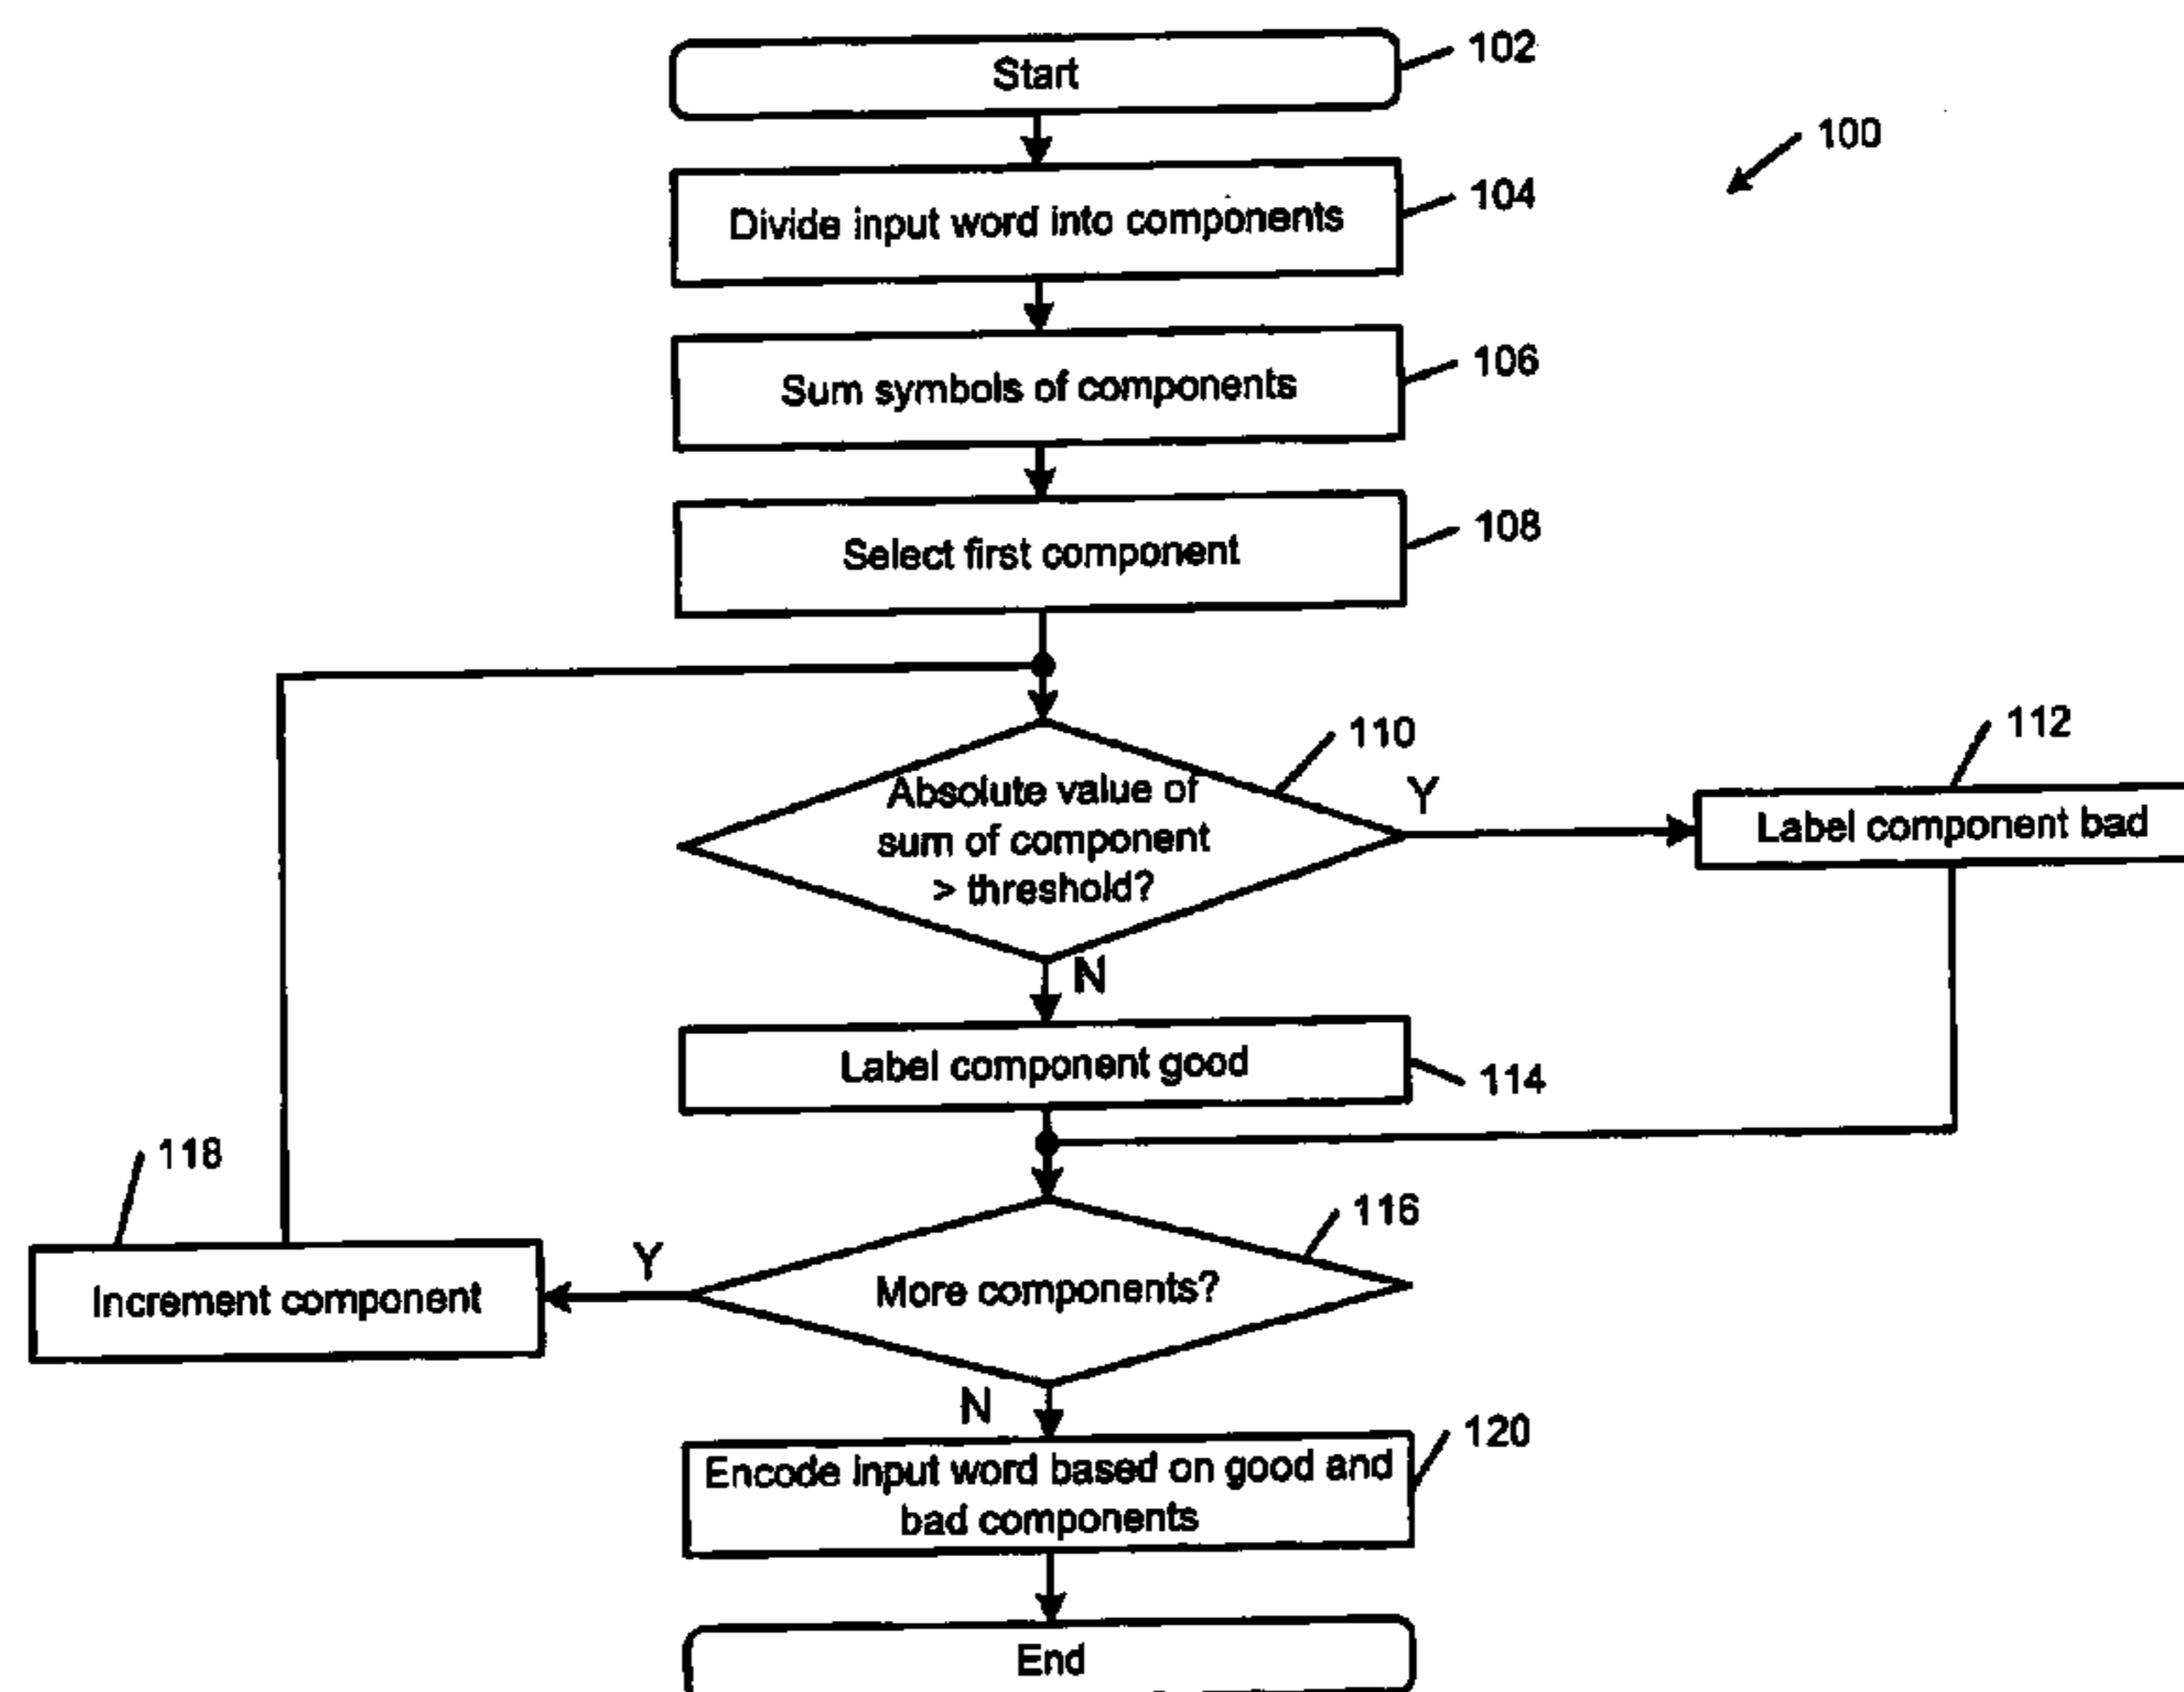 Start
102
100
Divide input word into components
104
Sum symbols of components
106
Select first component
108
Absolute value of
sum of component
> threshold?
110
Y
112
Label component bad
N
Label component good
114
118
116
More components?
Y
Increment component
N
120
Encode input word based on good and
bad components
End